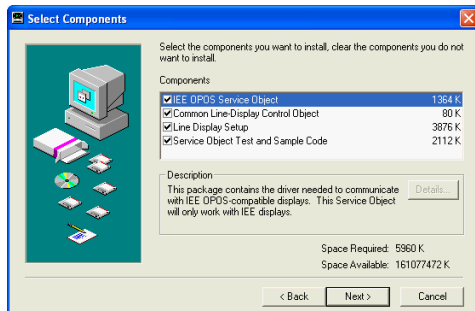 Select Components
Select the components you want to install, clear the components you do not
want to install.
Components
IEE OPOS Service Object 1364 K
Common Line-Display Control Object 80 K
Line Display Setup 3876 K
Service Object Test and Sample Code 2112 K
Description
This package contains the driver needed to communicate
with IEE OPOS-compatible displays. This Service Object
will only work with IEE displays.
Details...
Space Required: 5960 K
Space Available: 161077472 K
< Back
Next >
Cancel